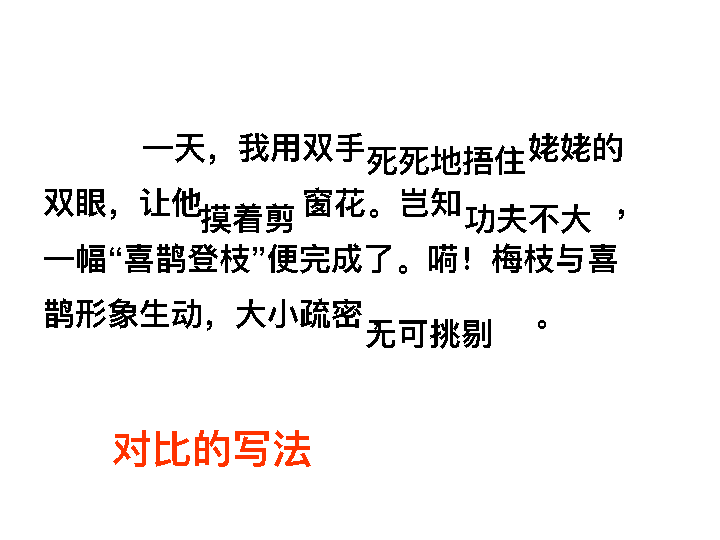 一天，我用双手死死地捂住姥姥的
双眼，让他摸着剪窗花。岂知功夫不大，
一幅“喜鹊登枝”便完成了。嗬！梅枝与喜
鹊形象生动，大小疏密，无可挑剔。
对比的写法